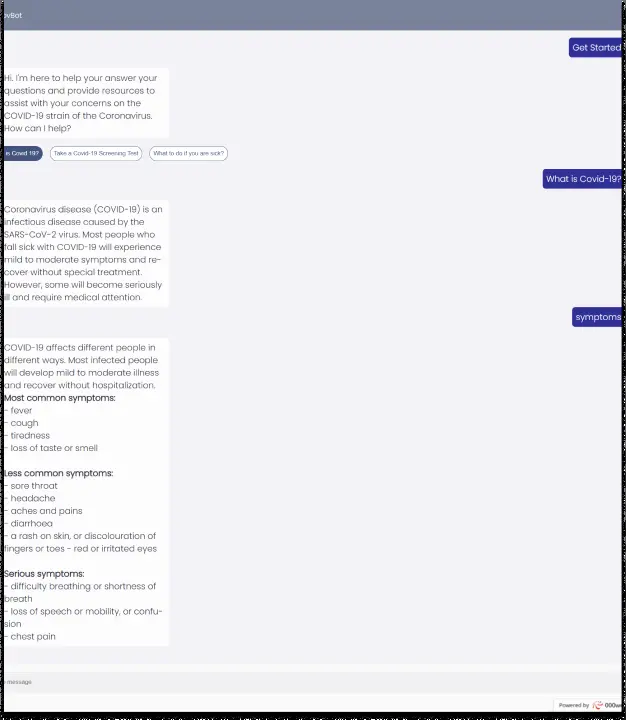 ovBot
Get Started
Hi. I'm here to help your answer your
questions and provide resources to
assist with your concerns on the
COVID-19 strain of the Coronavirus.
How can I help?
is Covid 19? Take a Covid-19 Screening Test What to do if you are sick?
What is Covid-19?
Coronavirus disease (COVID-19) is an
infectious disease caused by the
SARS-CoV-2 virus. Most people who
fall sick with COVID-19 will experience
mild to moderate symptoms and re-
cover without special treatment.
However, some will become seriously
ill and require medical attention.
symptoms
COVID-19 affects different people in
different ways. Most infected people
will develop mild to moderate illness
and recover without hospitalization.
Most common symptoms:
- fever
- cough
- tiredness
- loss of taste or smell
Less common symptoms:
- sore throat
- headache
- aches and pains
- diarrhoea
- a rash on skin, or discolouration of
fingers or toes - red or irritated eyes
Serious symptoms:
- difficulty breathing or shortness of
breath
- loss of speech or mobility, or confu-
sion
- chest pain
message
Powered by 000we